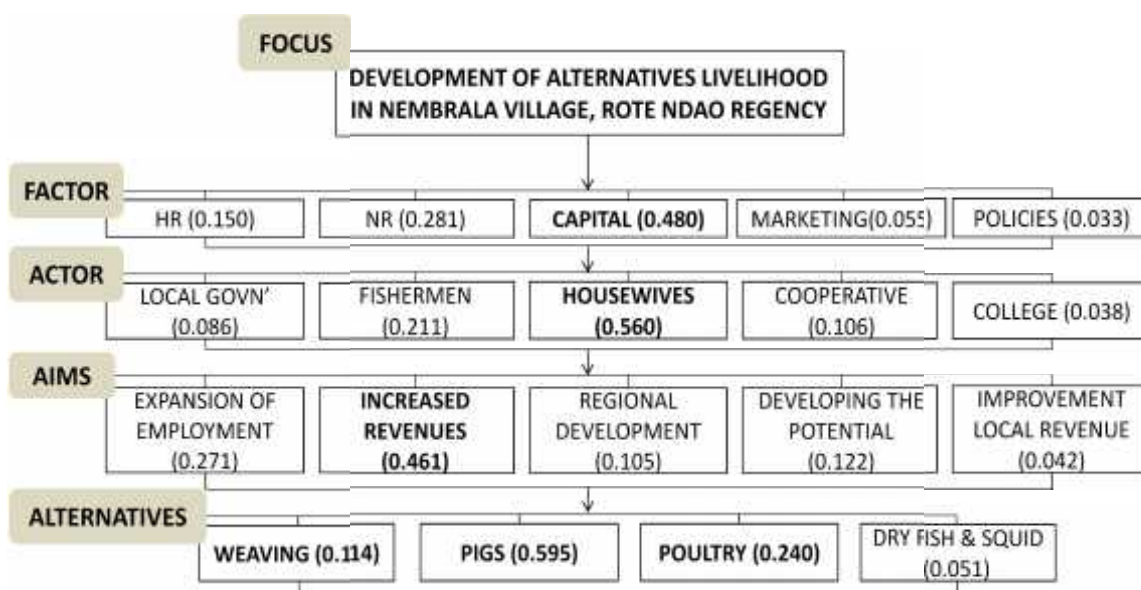 FOCUS
DEVELOPMENT OF ALTERNATIVES LIVELIHOOD
IN NEMBRALA VILLAGE, ROTE NDAO REGENCY
FACTOR
HR (0.150)
NR (0.281)
CAPITAL (0.480)
MARKETING(0.055)
POLICIES (0.033)
ACTOR
LOCAL GOVN'
(0.086)
FISHERMEN
(0.211)
HOUSEWIVES
(0.560)
COOPERATIVE
(0.106)
COLLEGE (0.038)
AIMS
EXPANSION OF
EMPLOYMENT
(0.271)
INCREASED
REVENUES
(0.461)
REGIONAL
DEVELOPMENT
(0.105)
DEVELOPING THE
POTENTIAL
(0.122)
IMPROVEMENT
LOCAL REVENUE
(0.042)
ALTERNATIVES
WEAVING (0.114)
PIGS (0.595)
POULTRY (0.240)
DRY FISH & SQUID
(0.051)